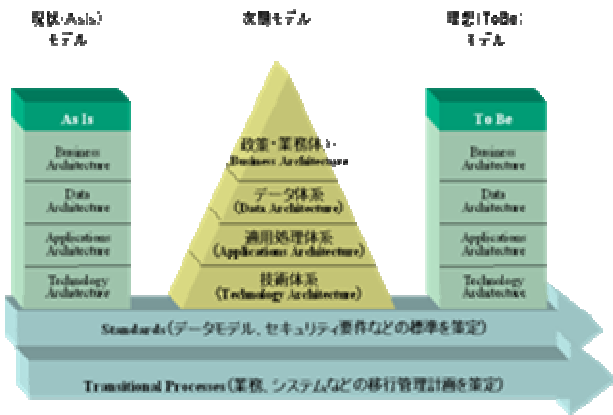 現状(AsIs)
モデル
次期モデル
理想(ToBe)
モデル
As Is
Business
Architecture
Data
Architecture
Applications
Architecture
Technology
Architecture
政策・業務体系
Business Architecture
データ体系
(Data Architecture)
適用処理体系
(Applications Architecture)
技術体系
(Technology Architecture)
To Be
Business
Architecture
Data
Architecture
Applications
Architecture
Technology
Architecture
Standards(データモデル、セキュリティ要件などの標準を策定)
Transitional Processes(業務、システムなどの移行管理計画を策定)